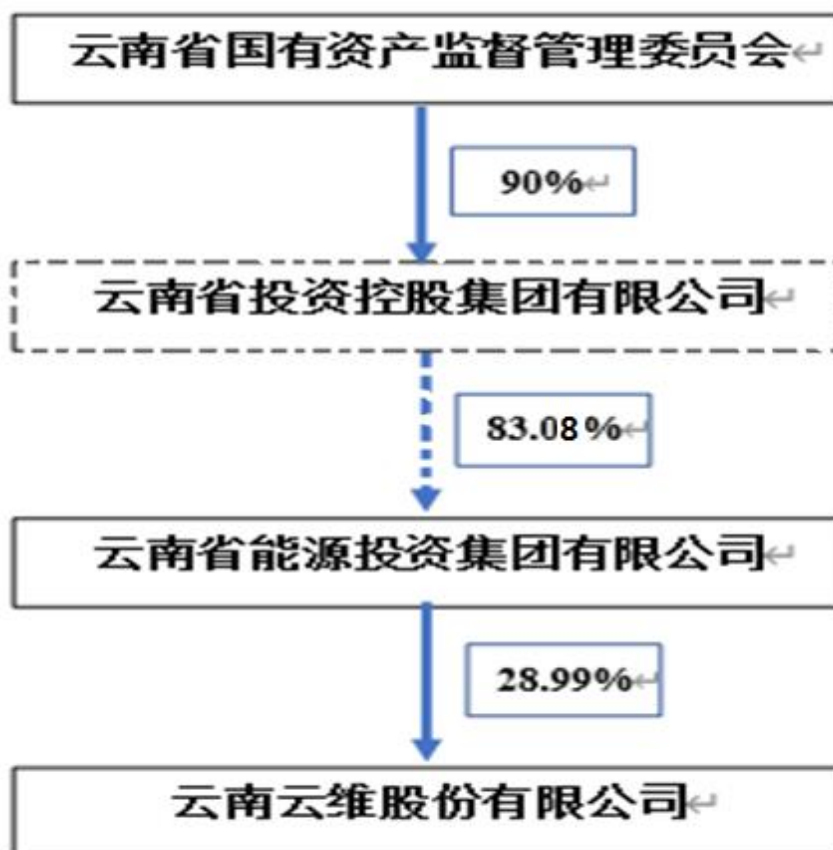 云南省国有资产监督管理委员会↵
90%↵
云南省投资控股集团有限公司↵
83.08%↵
云南省能源投资集团有限公司↵
28.99%↵
云南云维股份有限公司↵